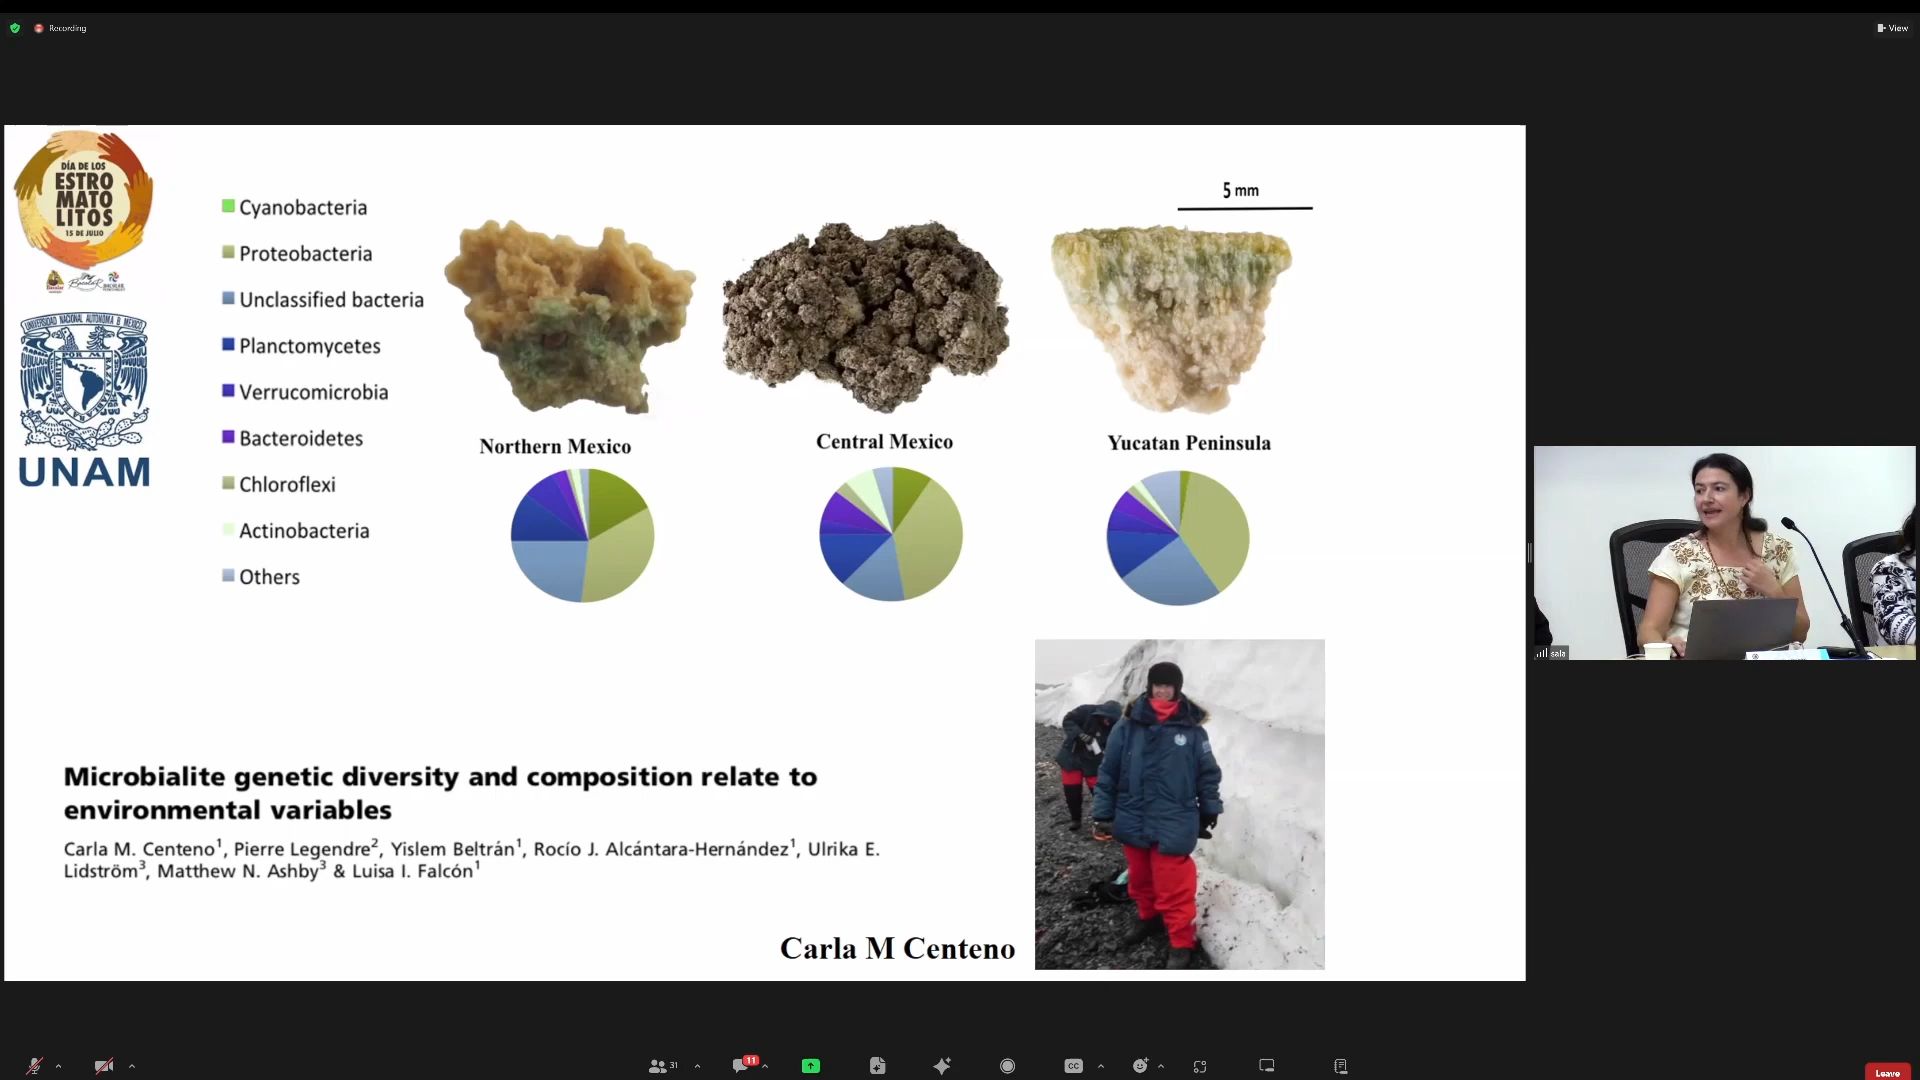 Recording
View
DÍA DE LOS
ESTRO
MATO
LITOS
15 DE JULIO
Bacalar
UNAM
Cyanobacteria
Proteobacteria
Unclassified bacteria
Planctomycetes
Verrucomicrobia
Bacteroidetes
Chloroflexi
Actinobacteria
Others
5 mm
Northern Mexico
Central Mexico
Yucatan Peninsula
Microbialite genetic diversity and composition relate to
environmental variables
Carla M. Centeno1, Pierre Legendre2, Yislem Beltrán1, Rocío J. Alcántara-Hernández1, Ulrika E.
Lidström3, Matthew N. Ashby3 & Luisa I. Falcón1
Carla M Centeno
sala
31
11
CC
Leave